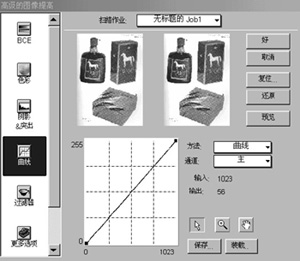 高级的图像提高
扫描作业:
无标题的 Job1
BCE
色彩
阴影
&突出
曲线
过滤器
更多选项
好
取消
复位...
还原
预览
255
0
1023
方法:
曲线
通道:
主
输入:
1023
输出:
56
保存...
装载...